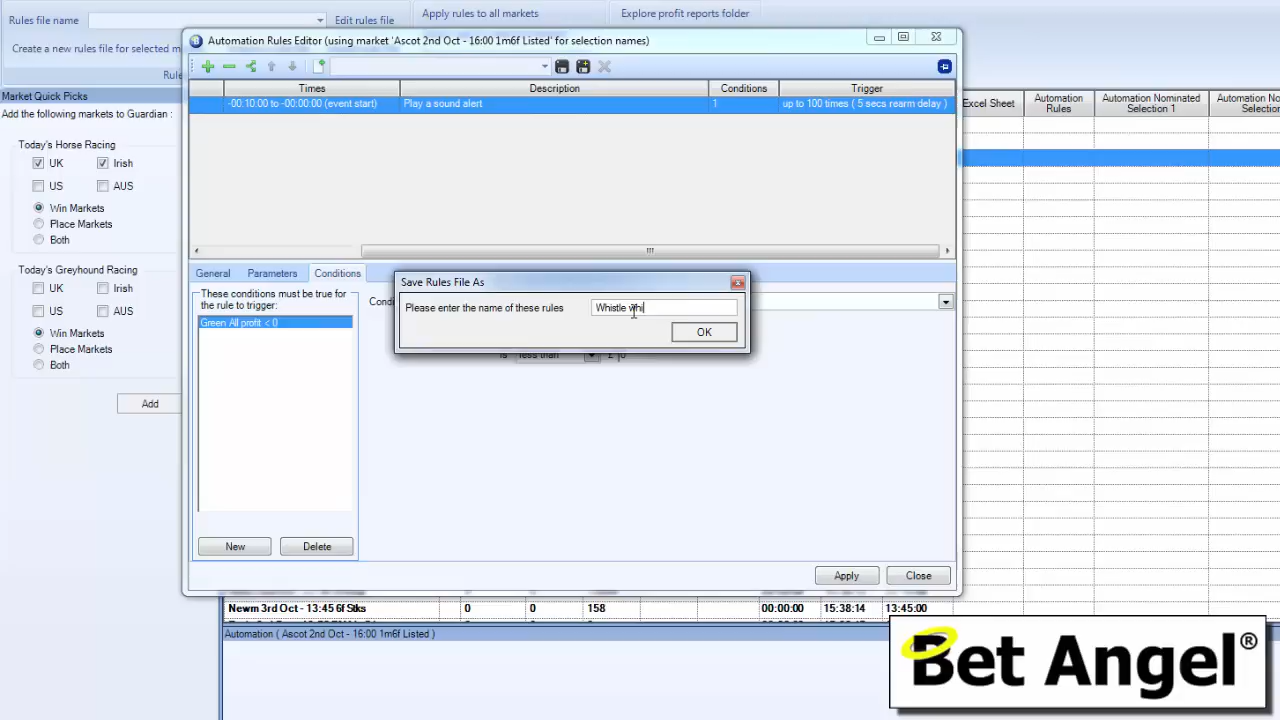 Rules file name
Edit rules file
Apply rules to all markets
Explore profit reports folder
Create a new rules file for selected m
Rules
Automation Rules Editor (using market 'Ascot 2nd Oct - 16:00 1m6f Listed' for selection names)
Times
Description
Conditions
Trigger
-00:10:00 to -00:00:00 (event start)
Play a sound alert
1
up to 100 times ( 5 secs rearm delay )
Market Quick Picks
Add the following markets to Guardian :
Today's Horse Racing
UK
Irish
US
AUS
Win Markets
Place Markets
Both
Today's Greyhound Racing
UK
Irish
US
AUS
Win Markets
Place Markets
Both
Add
Excel Sheet
Automation Rules
Automation Nominated Selection 1
Automation No
Selection
General
Parameters
Conditions
These conditions must be true for
the rule to trigger:
Green All profit < 0
Condi
is
less than
£
0
New
Delete
Save Rules File As
Please enter the name of these rules
Whistle whi
OK
Apply
Close
Newm 3rd Oct - 13:45 6f Stks
0
0
158
00:00:00
15:38:14
13:45:00
Automation ( Ascot 2nd Oct - 16:00 1m6f Listed )
Bet Angel®